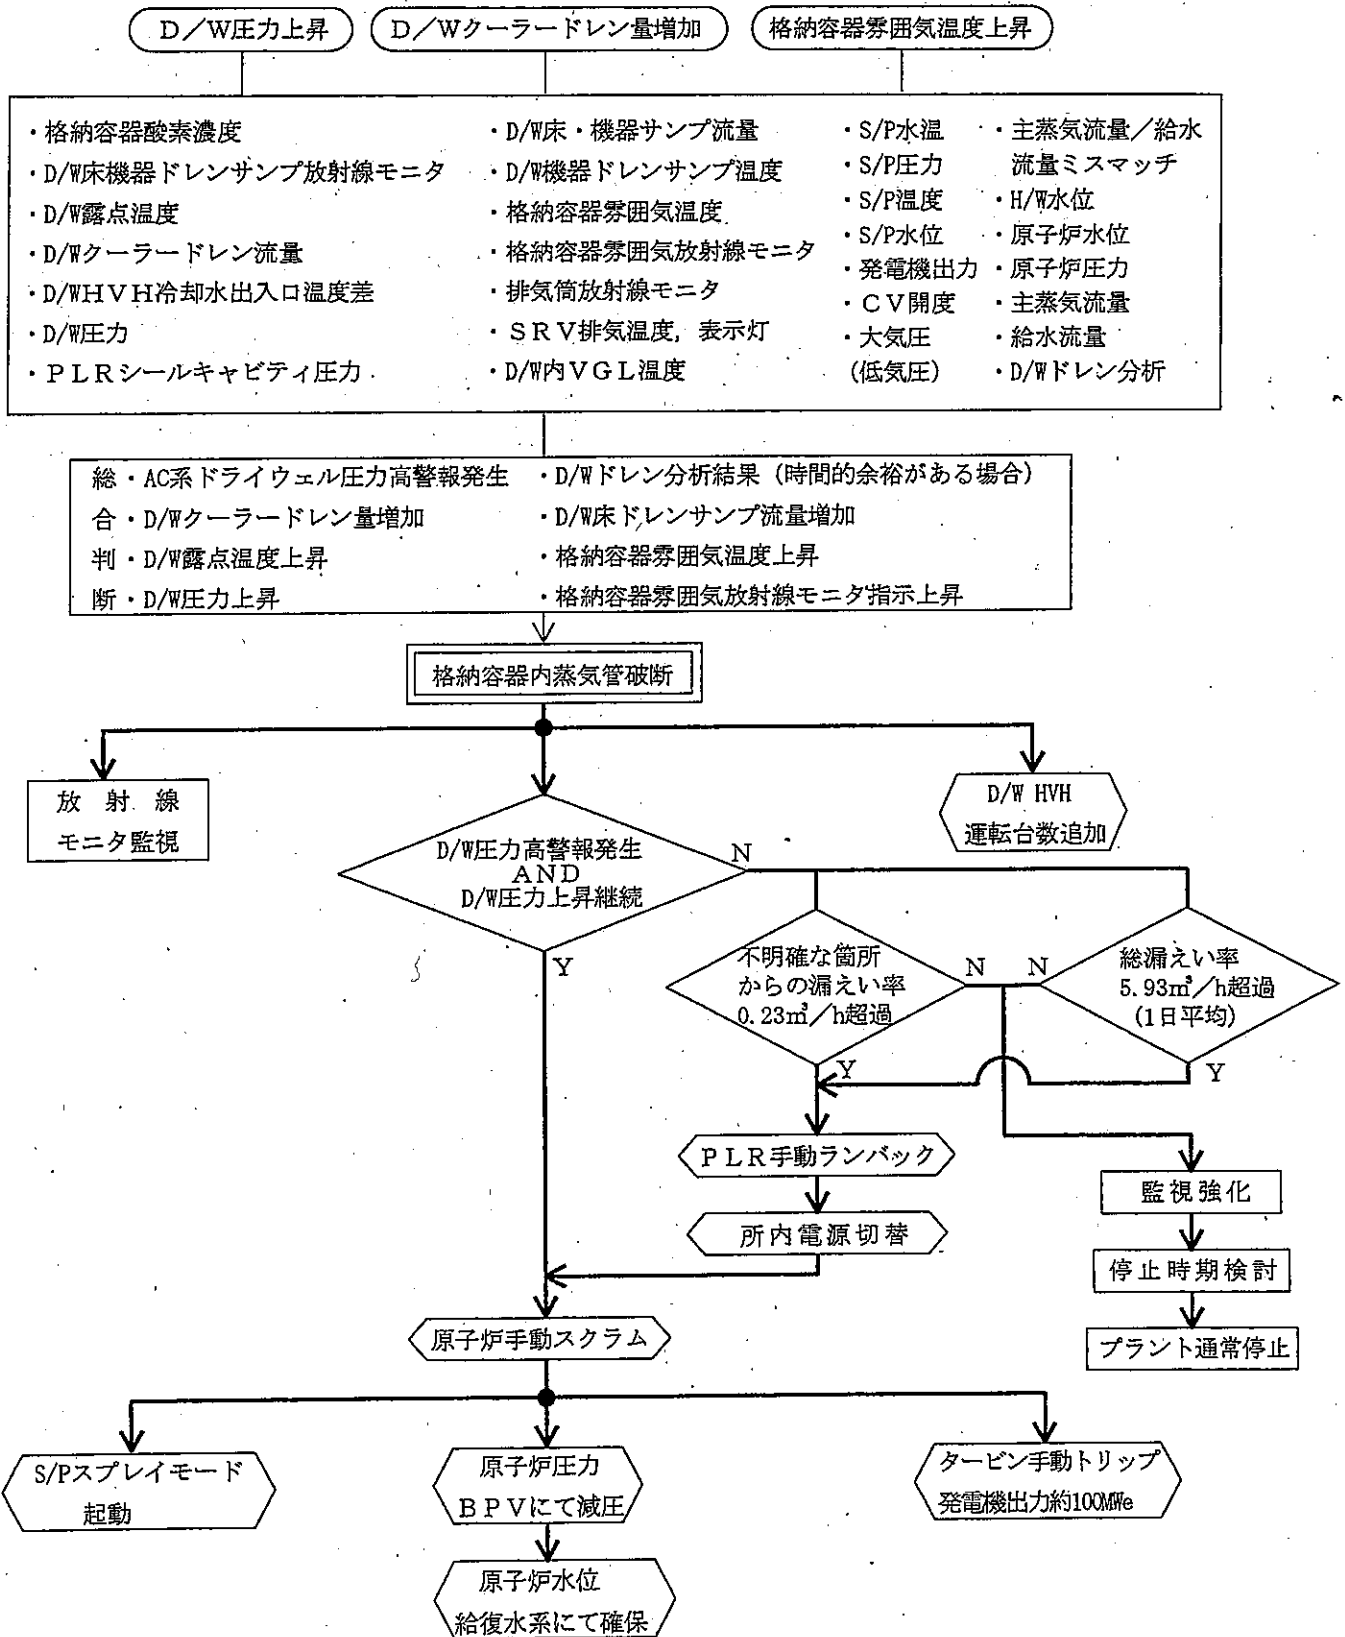 D／W圧力上昇
D／Wクーラードレン量増加
格納容器雰囲気温度上昇
・格納容器酸素濃度
・D/W床機器ドレンサンプ放射線モニタ
・D/W露点温度
・D/Wクーラードレン流量
・D/WHVH冷却水出入口温度差
・D/W圧力
・PLRシールキャビティ圧力
・D/W床・機器サンプ流量
・D/W機器ドレンサンプ温度
・格納容器雰囲気温度
・格納容器雰囲気放射線モニタ
・排気筒放射線モニタ
・SRV排気温度，表示灯
・D/W内VGL温度
・S/P水温
・S/P圧力
・S/P温度
・S/P水位
・発電機出力
・CV開度
・大気圧
(低気圧)
・主蒸気流量／給水
流量ミスマッチ
・H/W水位
・原子炉水位
・原子炉圧力
・主蒸気流量
・給水流量
・D/Wドレン分析
総・AC系ドライウェル圧力高警報発生
合・D/Wクーラードレン量増加
判・D/W露点温度上昇
断・D/W圧力上昇
・D/Wドレン分析結果（時間的余裕がある場合）
・D/W床ドレンサンプ流量増加
・格納容器雰囲気温度上昇
・格納容器雰囲気放射線モニタ指示上昇
格納容器内蒸気管破断
放射線
モニタ監視
D/W圧力高警報発生
AND
D/W圧力上昇継続
N
Y
D/W HVH
運転台数追加
不明確な箇所
からの漏えい率
0.23㎥／h超過
N
Y
総漏えい率
5.93㎥／h超過
(1日平均)
N
Y
PLR手動ランバック
所内電源切替
監視強化
停止時期検討
プラント通常停止
原子炉手動スクラム
S/Pスプレイモード
起動
原子炉圧力
BPVにて減圧
タービン手動トリップ
発電機出力約100MWe
原子炉水位
給復水系にて確保